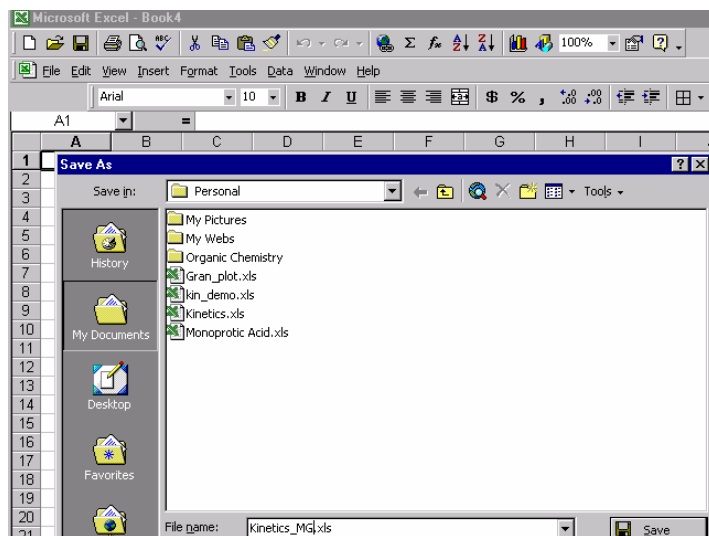 Microsoft Excel - Book4
100%
File Edit View Insert Format Tools Data Window Help
Arial 10 B I U $ % , .00 .00
A1 =
A B C D E F G H I
1
Save As
2
Save in: Personal Tools
3
4
My Pictures
5
My Webs
6
Organic Chemistry
History
7
Gran_plot.xls
8
kin_demo.xls
9
Kinetics.xls
10
My Documents
Monoprotic Acid.xls
11
12
13
14
Desktop
15
16
17
18
Favorites
19
20
21
File name: Kinetics_MG.xls Save